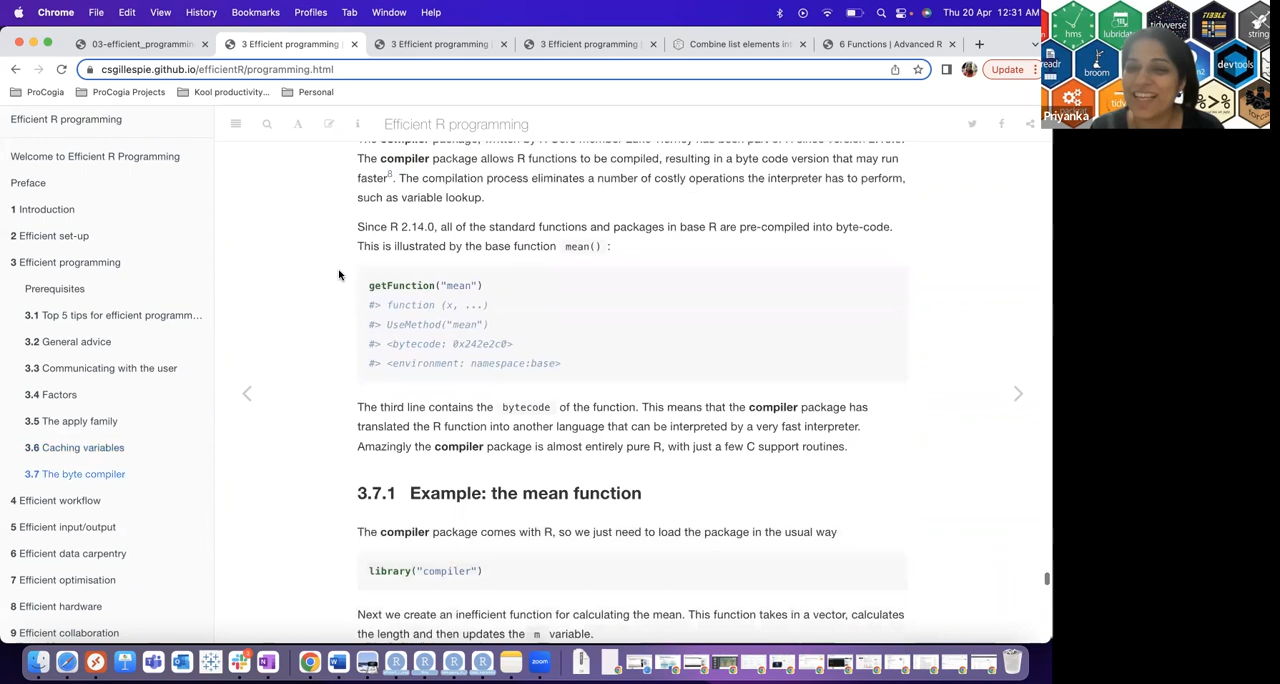 Chrome File Edit View History Bookmarks Profiles Tab Window Help Thu 20 Apr 12:31 AM
03-efficient_programmin 3 Efficient programming 3 Efficient programming 3 Efficient programming Combine list elements int 6 Functions | Advanced R
csgillespie.github.io/efficientR/programming.html Update
ProCogia ProCogia Projects Kool productivity... Personal
hms lubridat tidyverse TIBBLE string
readr broom devtools
Priyanka
Efficient R programming
Efficient R programming
Welcome to Efficient R Programming
Preface
1 Introduction
2 Efficient set-up
3 Efficient programming
Prerequisites
3.1 Top 5 tips for efficient programm...
3.2 General advice
3.3 Communicating with the user
3.4 Factors
3.5 The apply family
3.6 Caching variables
3.7 The byte compiler
4 Efficient workflow
5 Efficient input/output
6 Efficient data carpentry
7 Efficient optimisation
8 Efficient hardware
9 Efficient collaboration
The compiler package allows R functions to be compiled, resulting in a byte code version that may run
faster8. The compilation process eliminates a number of costly operations the interpreter has to perform,
such as variable lookup.
Since R 2.14.0, all of the standard functions and packages in base R are pre-compiled into byte-code.
This is illustrated by the base function mean() :
getFunction("mean")
#> function (x, ...)
#> UseMethod("mean")
#> <bytecode: 0x242e2c0>
#> <environment: namespace:base>
The third line contains the bytecode of the function. This means that the compiler package has
translated the R function into another language that can be interpreted by a very fast interpreter.
Amazingly the compiler package is almost entirely pure R, with just a few C support routines.
3.7.1 Example: the mean function
The compiler package comes with R, so we just need to load the package in the usual way
library("compiler")
Next we create an inefficient function for calculating the mean. This function takes in a vector, calculates
the length and then updates the m variable.
zoom